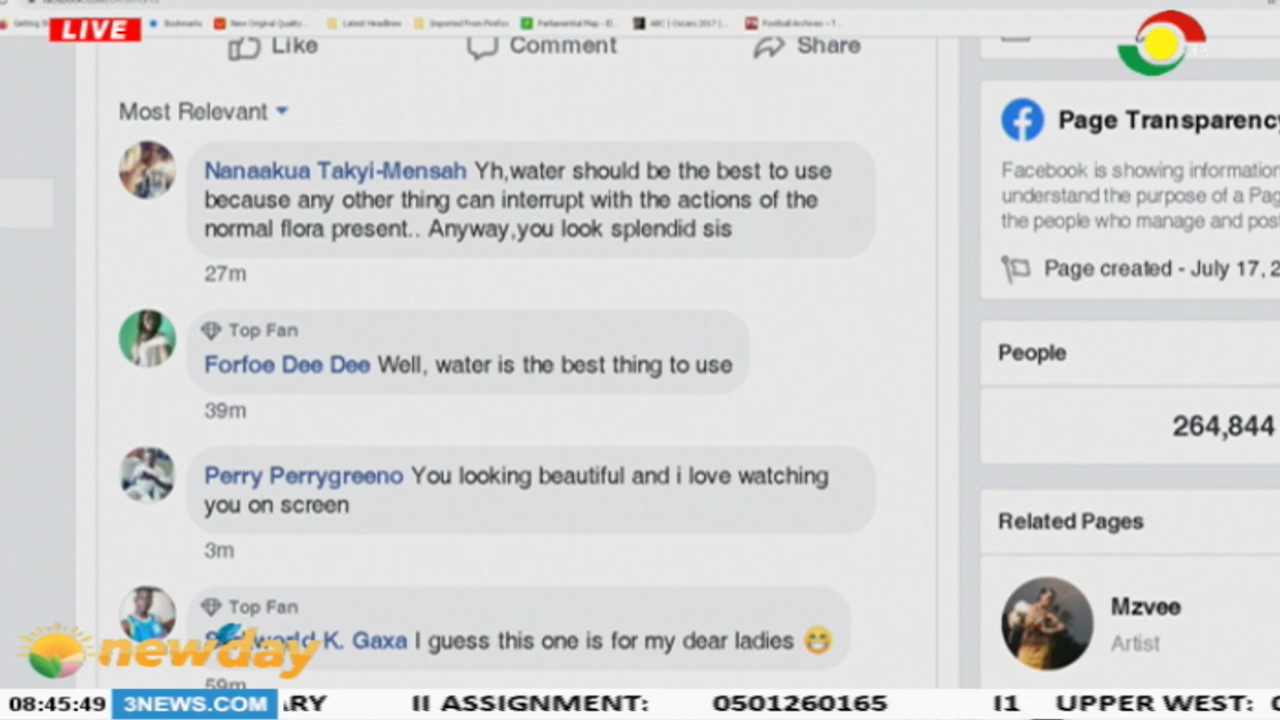 LIVE
Bookmarks
New Original Quality...
Latest Headlines
Imported From Firefox
Parliamental Map - El...
ABC | Oscars 2017 |...
Football Archives - T...
Like
Comment
Share
Most Relevant
Nanaakua Takyi-Mensah Yh,water should be the best to use
because any other thing can interrupt with the actions of the
normal flora present.. Anyway,you look splendid sis
27m
Top Fan
Forfoe Dee Dee Well, water is the best thing to use
39m
Perry Perrygreeno You looking beautiful and i love watching
you on screen
3m
Top Fan
K. Gaxa I guess this one is for my dear ladies 😁
59m
Page Transparency
Facebook is showing information
understand the purpose of a Pag
the people who manage and pos
Page created - July 17, 2
People
264,844
Related Pages
Mzvee
Artist
newday
08:45:49 3NEWS.COM RY II ASSIGNMENT: 0501260165 I1 UPPER WEST: